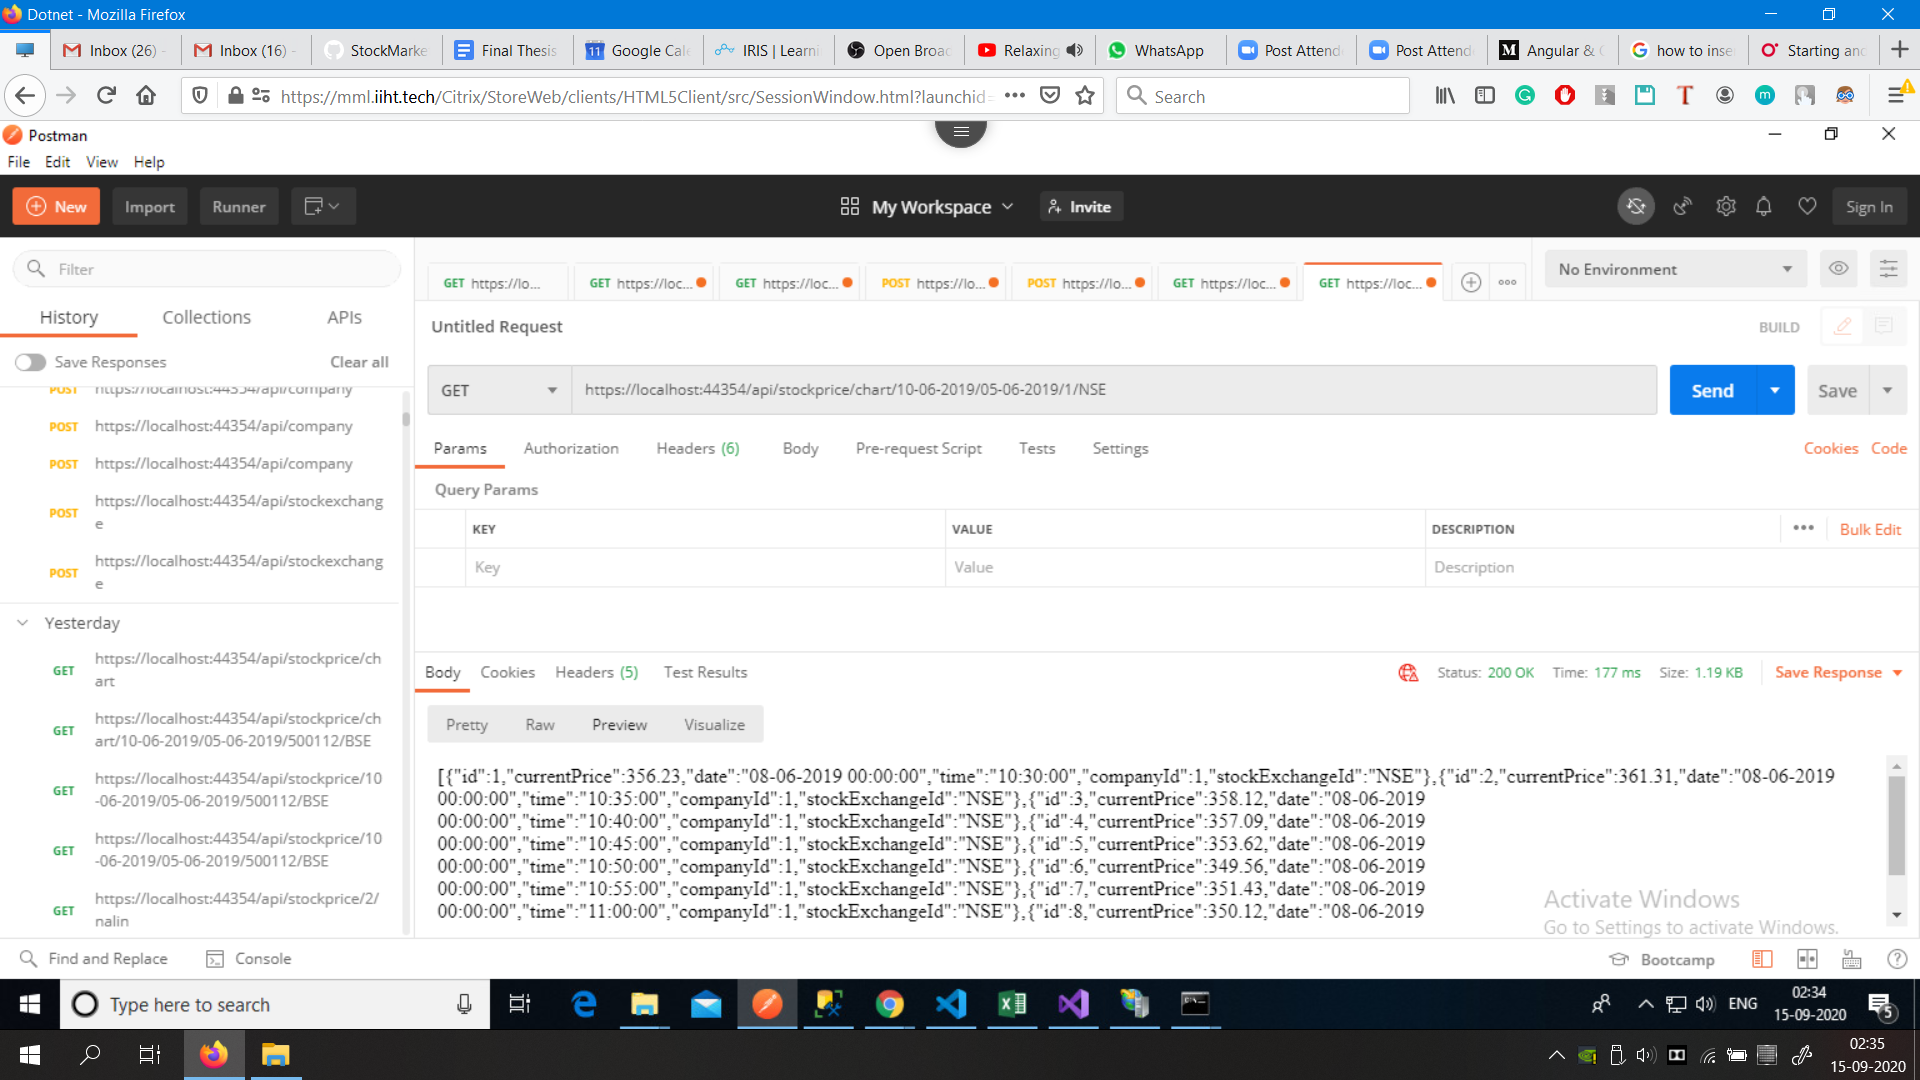 Dotnet - Mozilla Firefox
Inbox (26) -
Inbox (16) -
StockMarke
Final Thesis
Google Cale
IRIS | Learni
Open Broac
Relaxing
WhatsApp
Post Attend
Post Attend
Angular & C
how to inse
Starting anc
https://mml.iiht.tech/Citrix/StoreWeb/clients/HTML5Client/src/SessionWindow.html?launchid=
Search
Postman
File Edit View Help
New
Import
Runner
My Workspace
Invite
Sign In
Filter
GET https://lo...
GET https://loc...
GET https://loc...
POST https://lo...
POST https://loc...
GET https://loc...
GET https://loc...
No Environment
History
Collections
APIs
Untitled Request
BUILD
Save Responses
Clear all
GET
https://localhost:44354/api/stockprice/chart/10-06-2019/05-06-2019/1/NSE
Send
Save
POST https://localhost:44354/api/company
POST https://localhost:44354/api/company
POST https://localhost:44354/api/company
POST https://localhost:44354/api/stockexchang
e
POST https://localhost:44354/api/stockexchang
e
Yesterday
GET https://localhost:44354/api/stockprice/ch
art
GET https://localhost:44354/api/stockprice/ch
art/10-06-2019/05-06-2019/500112/BSE
GET https://localhost:44354/api/stockprice/10
-06-2019/05-06-2019/500112/BSE
GET https://localhost:44354/api/stockprice/10
-06-2019/05-06-2019/500112/BSE
GET https://localhost:44354/api/stockprice/2/
nalin
Params
Authorization
Headers (6)
Body
Pre-request Script
Tests
Settings
Cookies Code
Query Params
KEY VALUE DESCRIPTION
Bulk Edit
Key Value Description
Body
Cookies
Headers (5)
Test Results
Status: 200 OK Time: 177 ms Size: 1.19 KB
Save Response
Pretty
Raw
Preview
Visualize
[{"id":1,"currentPrice":356.23,"date":"08-06-2019 00:00:00","time":"10:30:00","companyId":1,"stockExchangeId":"NSE"},{"id":2,"currentPrice":361.31,"date":"08-06-2019
00:00:00","time":"10:35:00","companyId":1,"stockExchangeId":"NSE"},{"id":3,"currentPrice":358.12,"date":"08-06-2019
00:00:00","time":"10:40:00","companyId":1,"stockExchangeId":"NSE"},{"id":4,"currentPrice":357.09,"date":"08-06-2019
00:00:00","time":"10:45:00","companyId":1,"stockExchangeId":"NSE"},{"id":5,"currentPrice":353.62,"date":"08-06-2019
00:00:00","time":"10:50:00","companyId":1,"stockExchangeId":"NSE"},{"id":6,"currentPrice":349.56,"date":"08-06-2019
00:00:00","time":"10:55:00","companyId":1,"stockExchangeId":"NSE"},{"id":7,"currentPrice":351.43,"date":"08-06-2019
00:00:00","time":"11:00:00","companyId":1,"stockExchangeId":"NSE"},{"id":8,"currentPrice":350.12,"date":"08-06-2019
Activate Windows
Go to Settings to activate Windows.
Find and Replace
Console
Bootcamp
Type here to search
ENG
02:34
15-09-2020
5
02:35
15-09-2020